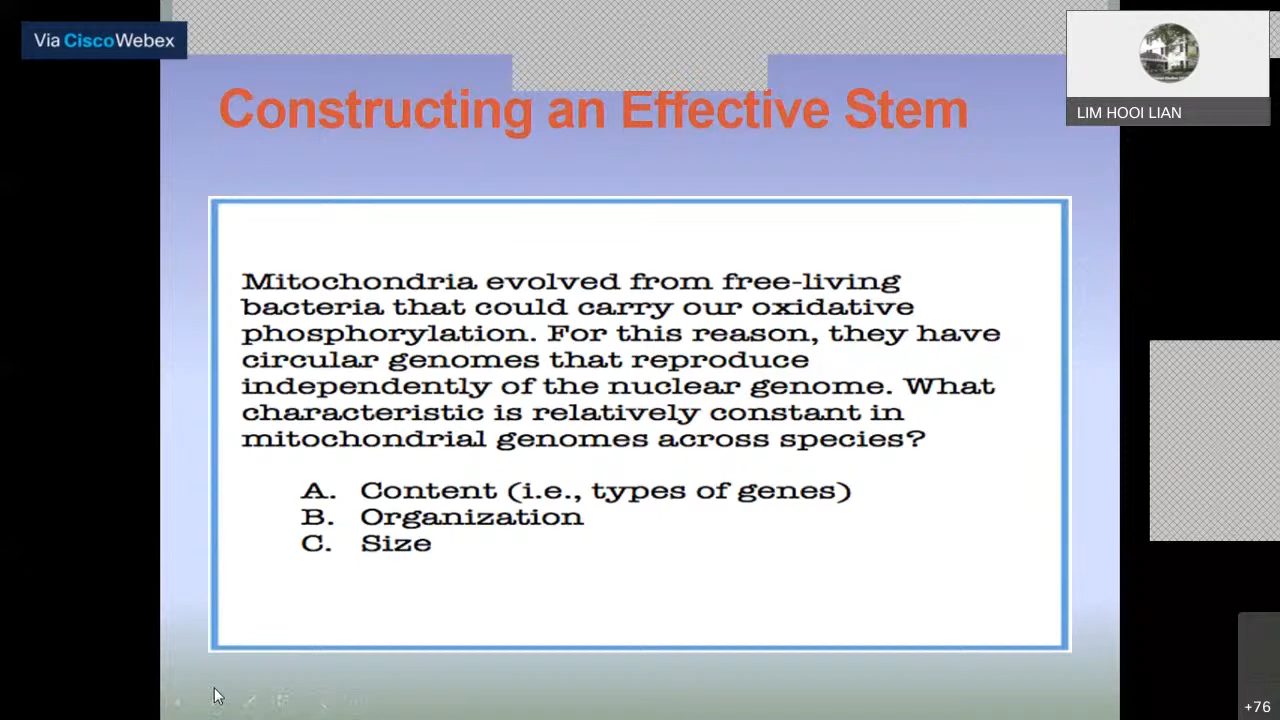 Via CiscoWebex
LIM HOOI LIAN
Constructing an Effective Stem
Mitochondria evolved from free-living
bacteria that could carry our oxidative
phosphorylation. For this reason, they have
circular genomes that reproduce
independently of the nuclear genome. What
characteristic is relatively constant in
mitochondrial genomes across species?
A. Content (i.e., types of genes)
B. Organization
C. Size
+76